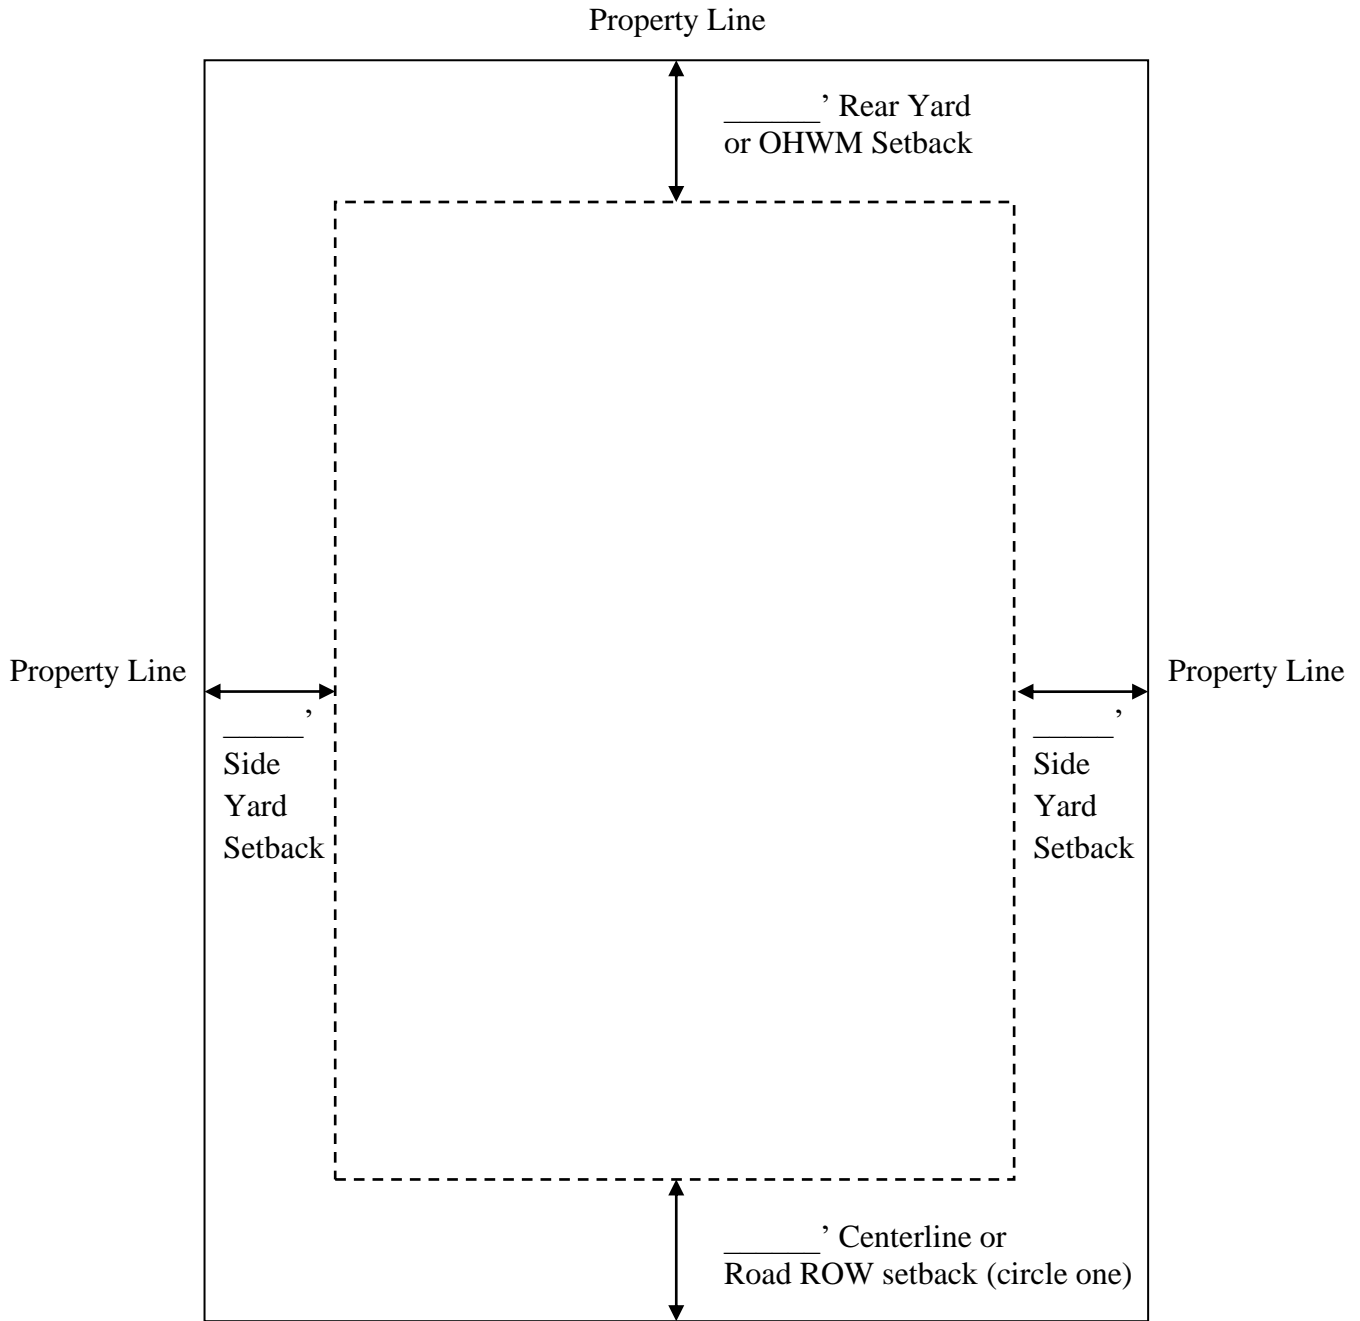 Property Line
______’ Rear Yard
or OHWM Setback
Property Line
Property Line
_____’
Side
Yard
Setback
_____’
Side
Yard
Setback
______’ Centerline or
Road ROW setback (circle one)